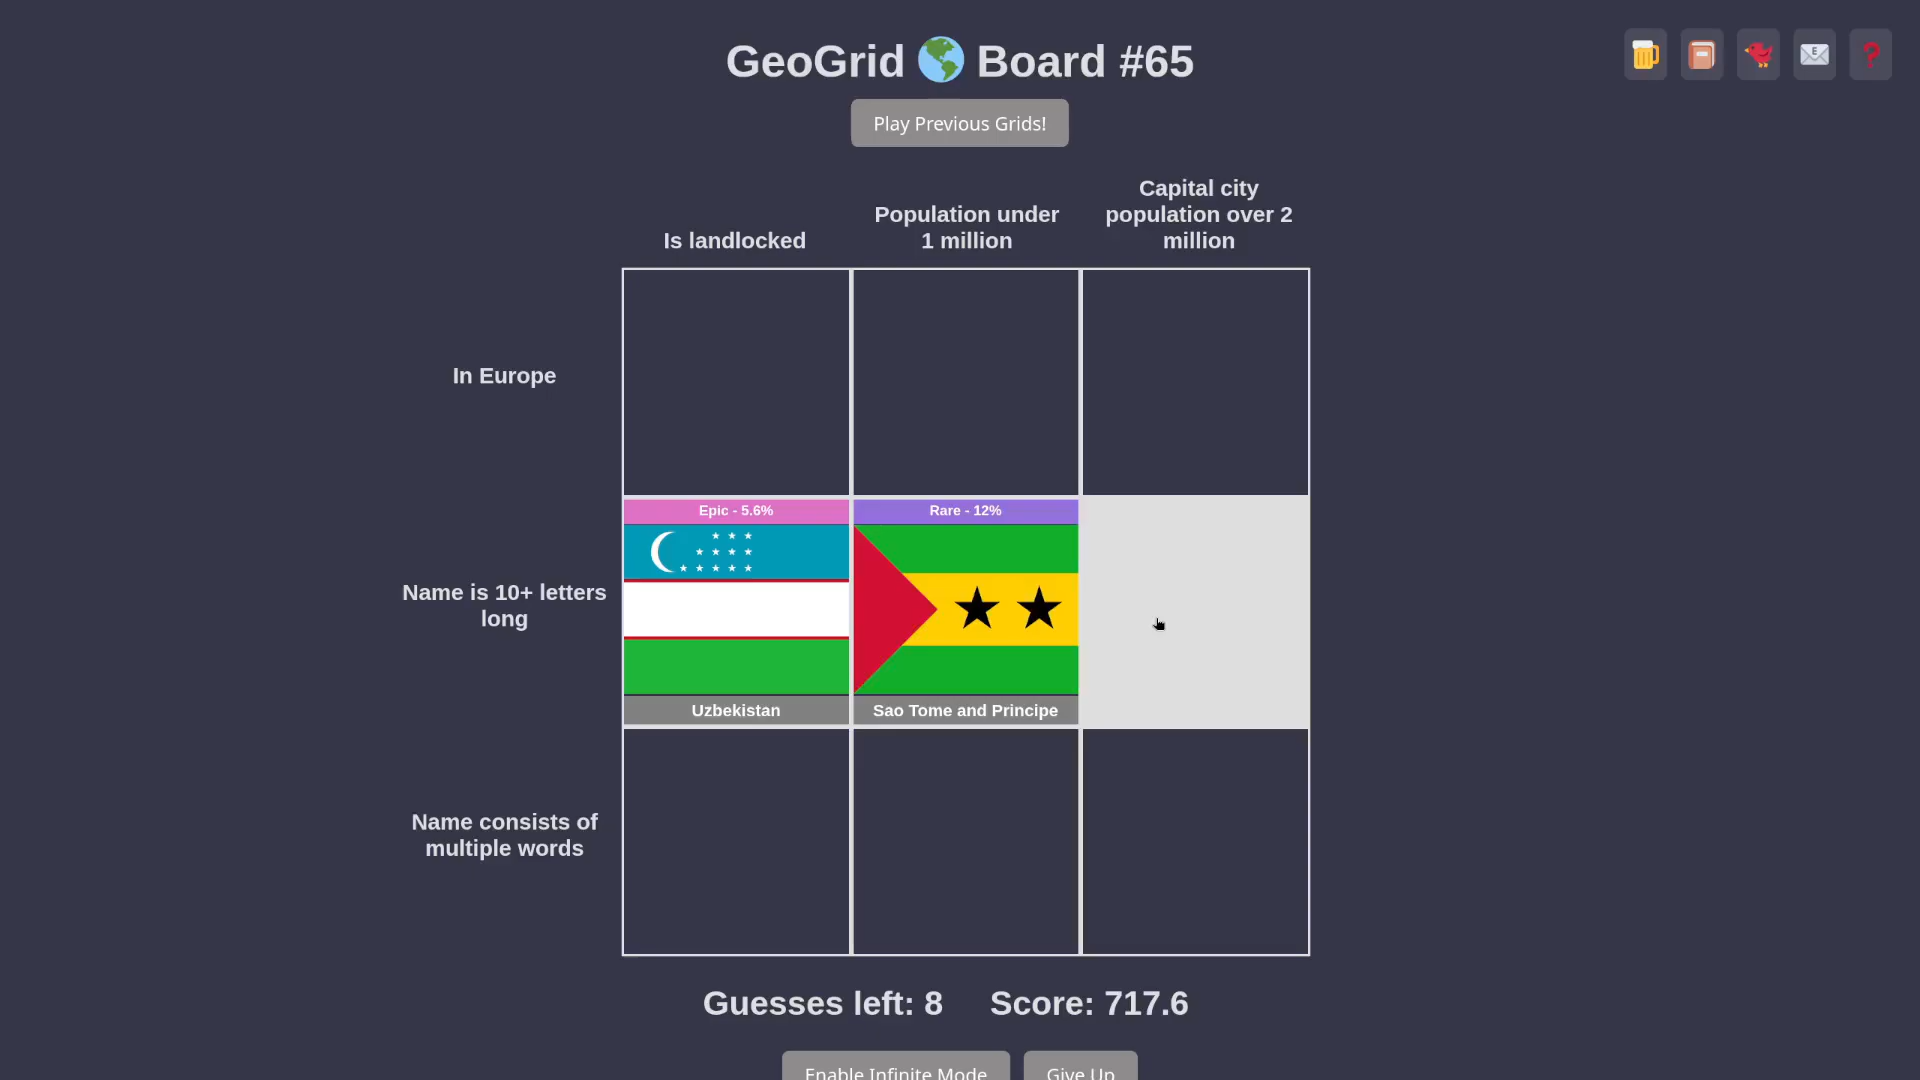 GeoGrid Board #65
Play Previous Grids!
Is landlocked
Population under
1 million
Capital city
population over 2
million
In Europe
Name is 10+ letters
long
Epic - 5.6%
Uzbekistan
Rare - 12%
Sao Tome and Principe
Name consists of
multiple words
Guesses left: 8
Score: 717.6
Enable Infinite Mode
Give Up